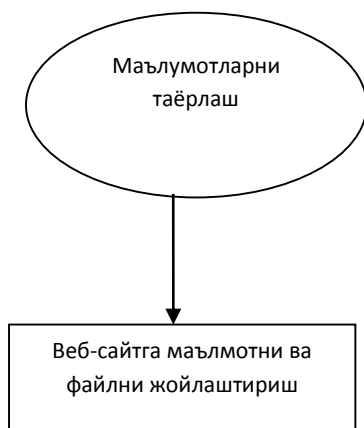 Маълумотларни
таёрлаш
Веб-сайтга маълмотни ва
файлни жойлаштириш